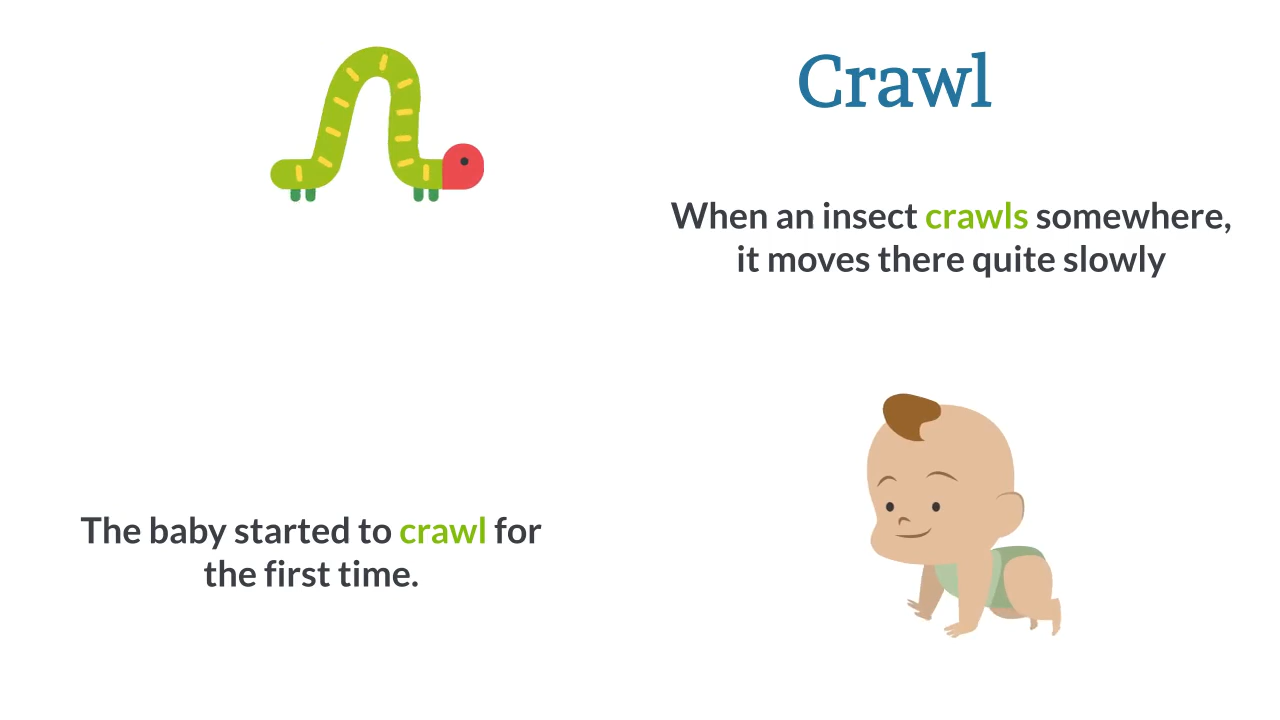 Crawl
When an insect crawls somewhere,
it moves there quite slowly
The baby started to crawl for
the first time.